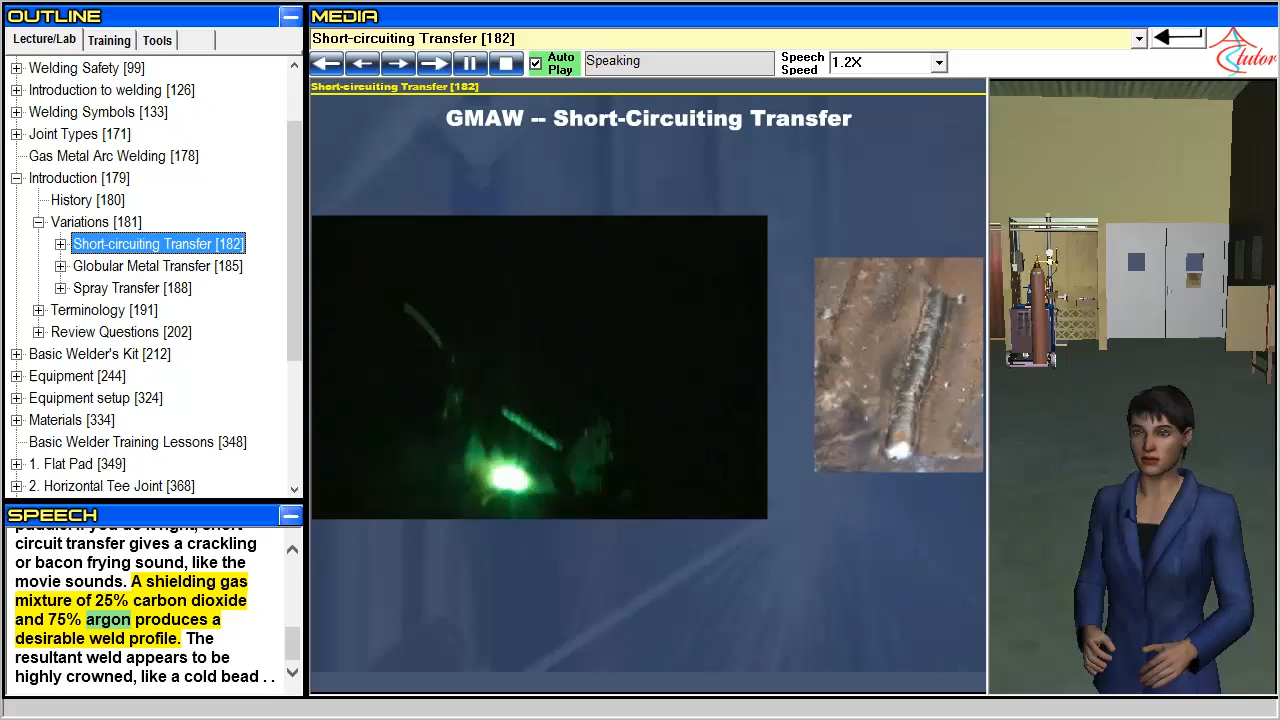 OUTLINE
Lecture/Lab Training Tools
Welding Safety [99]
Introduction to welding [126]
Welding Symbols [133]
Joint Types [171]
Gas Metal Arc Welding [178]
Introduction [179]
History [180]
Variations [181]
Short-circuiting Transfer [182]
Globular Metal Transfer [185]
Spray Transfer [188]
Terminology [191]
Review Questions [202]
Basic Welder's Kit [212]
Equipment [244]
Equipment setup [324]
Materials [334]
Basic Welder Training Lessons [348]
1. Flat Pad [349]
2. Horizontal Tee Joint [368]
SPEECH
circuit transfer gives a crackling
or bacon frying sound, like the
movie sounds. A shielding gas
mixture of 25% carbon dioxide
and 75% argon produces a
desirable weld profile. The
resultant weld appears to be
highly crowned, like a cold bead . .
MEDIA
Short-circuiting Transfer [182]
Auto
Play
Speaking
Speech
Speed
1.2X
tutor
Short-circuiting Transfer [182]
GMAW -- Short-Circuiting Transfer